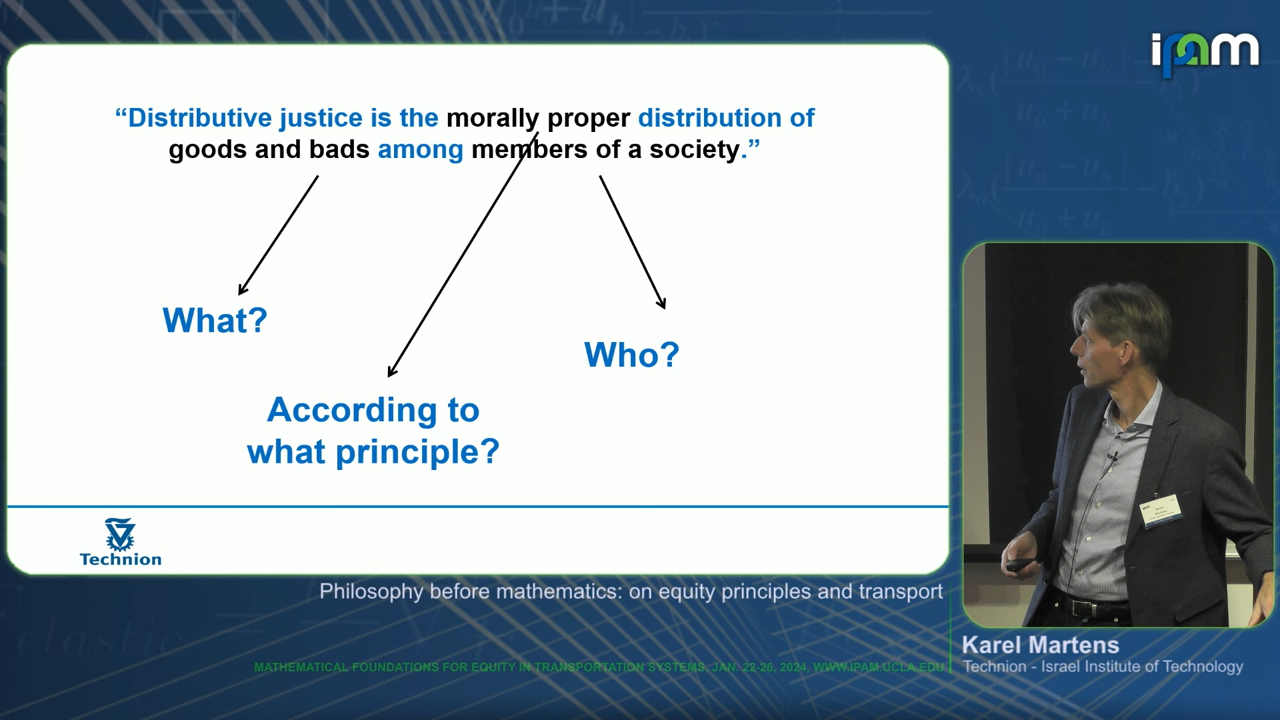 ipam
“Distributive justice is the morally proper distribution of
goods and bads among members of a society.”
What?
Who?
According to
what principle?
Technion
Philosophy before mathematics: on equity principles and transport
Karel Martens
Technion - Israel Institute of Technology
MATHEMATICAL FOUNDATIONS FOR EQUITY IN TRANSPORTATION SYSTEMS, JAN. 22-26, 2024, WWW.IPAM.UCLA.EDU
elastic